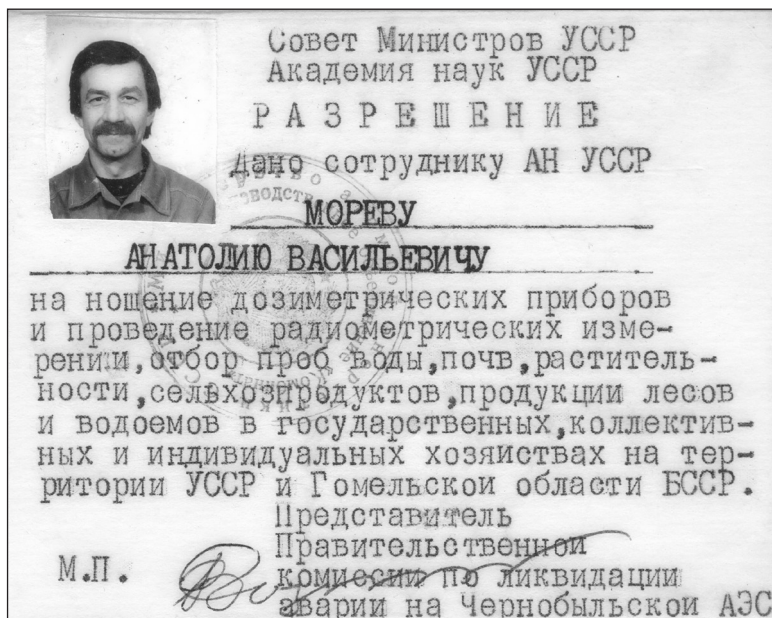 Совет Министров УССР
Академия наук УССР
РАЗРЕШЕНИЕ
дано сотруднику АН УССР
МОРЕВУ
АНАТОЛИЮ ВАСИЛЬЕВИЧУ
на ношение дозиметрических приборов
и проведение радиометрических изме-
рении,отбор проб воды,почв,раститель-
ности,сельхозпродуктов,продукции лесов
и водоемов в государственных,коллектив-
ных и индивидуальных хозяиствах на тер-
ритории УССР и Гомельскои области БССР.
Представитель
Правительственнои
М.П.
комиссии по ликвидации
аварии на Чернобыльскои АЭС